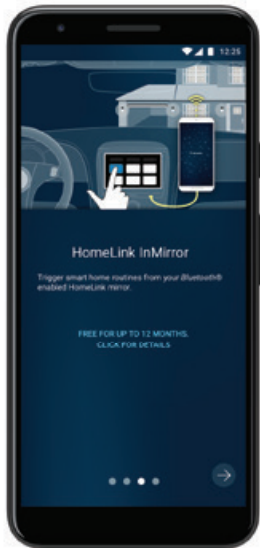 12:25
HomeLink InMirror
Trigger smart home routines from your Bluetooth®
enabled HomeLink mirror.
FREE FOR UP TO 12 MONTHS.
CLICK FOR DETAILS